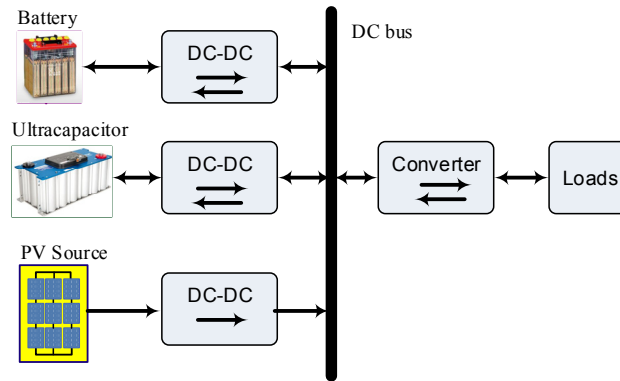 Battery
DC-DC
DC bus
Ultracapacitor
DC-DC
Converter
Loads
PV Source
DC-DC